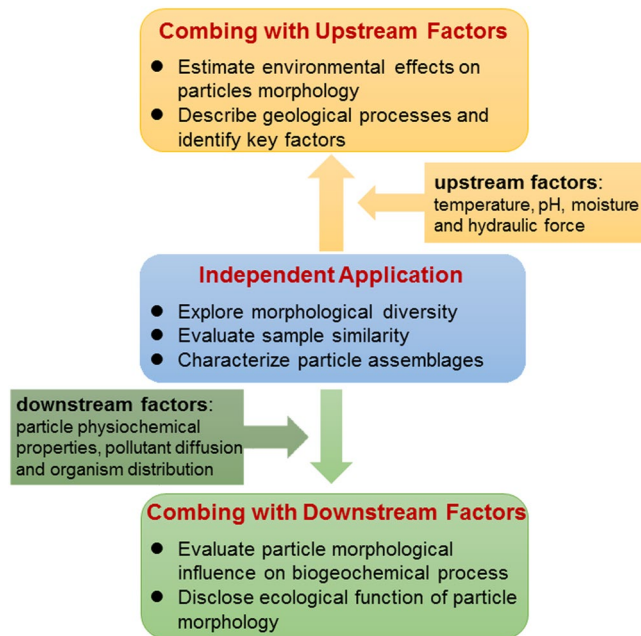 Combing with Upstream Factors
● Estimate environmental effects on
particles morphology
● Describe geological processes and
identify key factors
upstream factors:
temperature, pH, moisture
and hydraulic force
Independent Application
● Explore morphological diversity
● Evaluate sample similarity
● Characterize particle assemblages
downstream factors:
particle physiochemical
properties, pollutant diffusion
and organism distribution
Combing with Downstream Factors
● Evaluate particle morphological
influence on biogeochemical process
● Disclose ecological function of particle
morphology